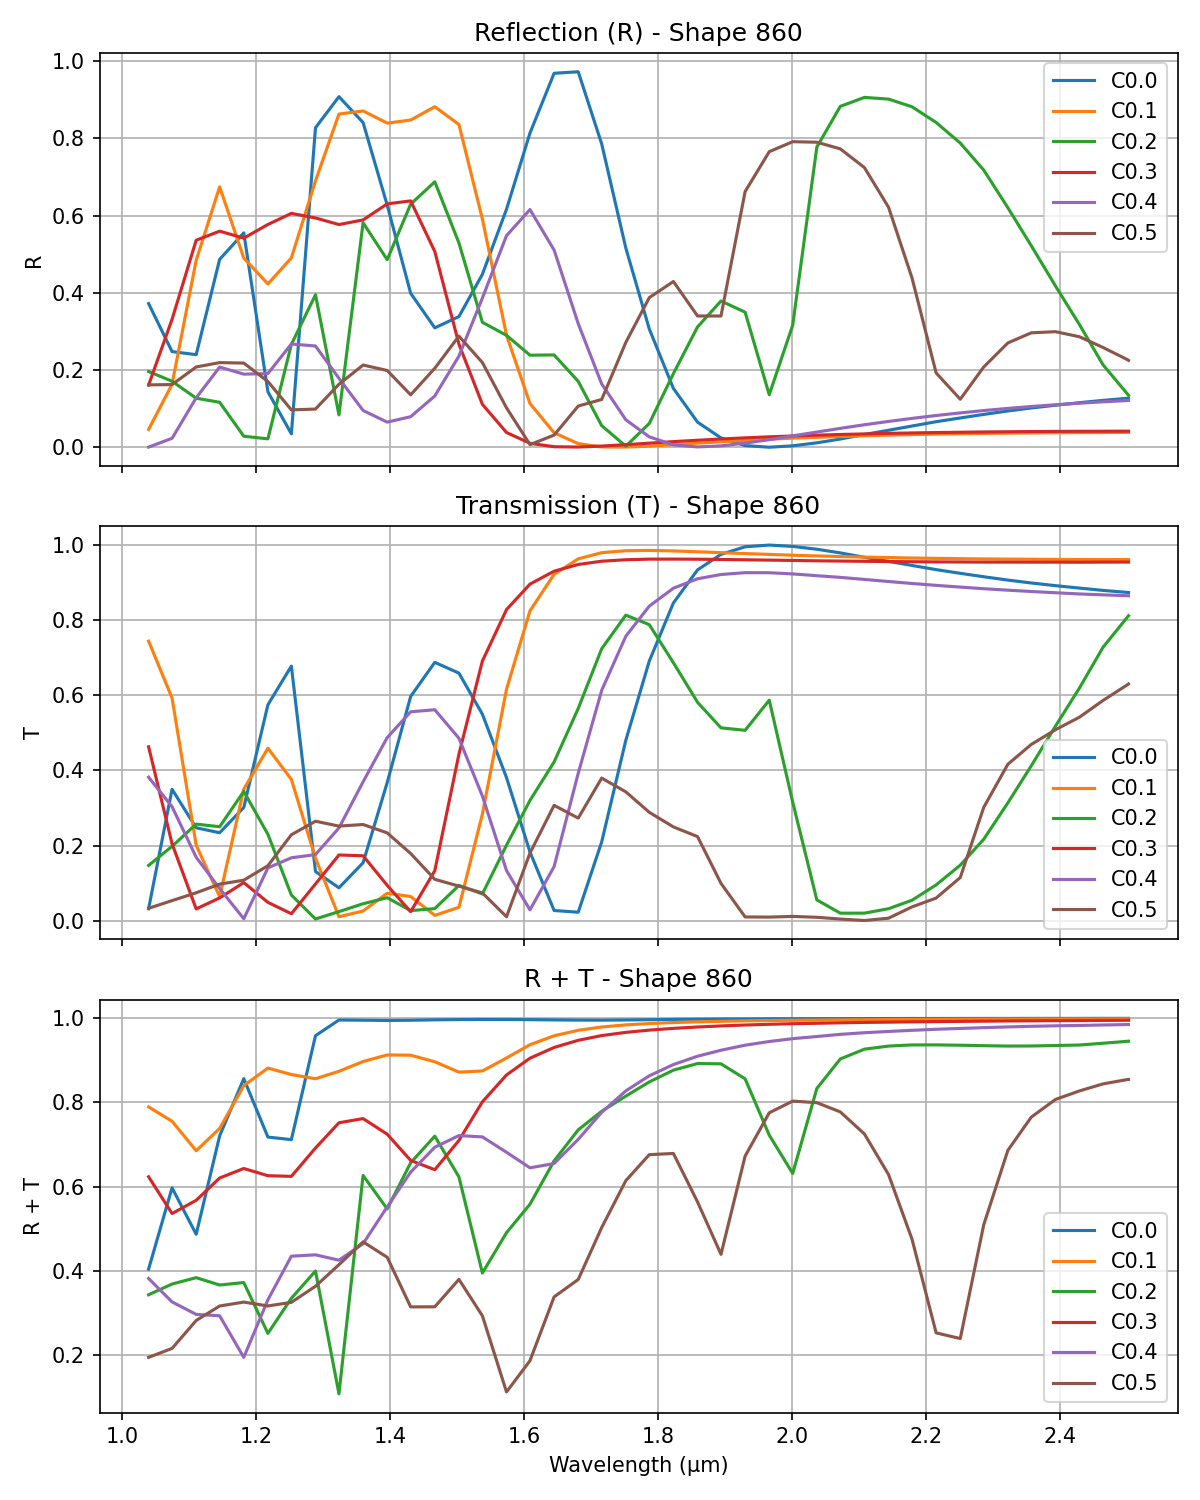 Reflection (R) - Shape 860
1.0
0.8
0.6
0.4
0.2
0.0
R
C0.0
C0.1
C0.2
C0.3
C0.4
C0.5
Transmission (T) - Shape 860
1.0
0.8
0.6
0.4
0.2
0.0
T
C0.0
C0.1
C0.2
C0.3
C0.4
C0.5
R + T - Shape 860
1.0
0.8
0.6
0.4
0.2
R + T
C0.0
C0.1
C0.2
C0.3
C0.4
C0.5
1.0 1.2 1.4 1.6 1.8 2.0 2.2 2.4
Wavelength (μm)